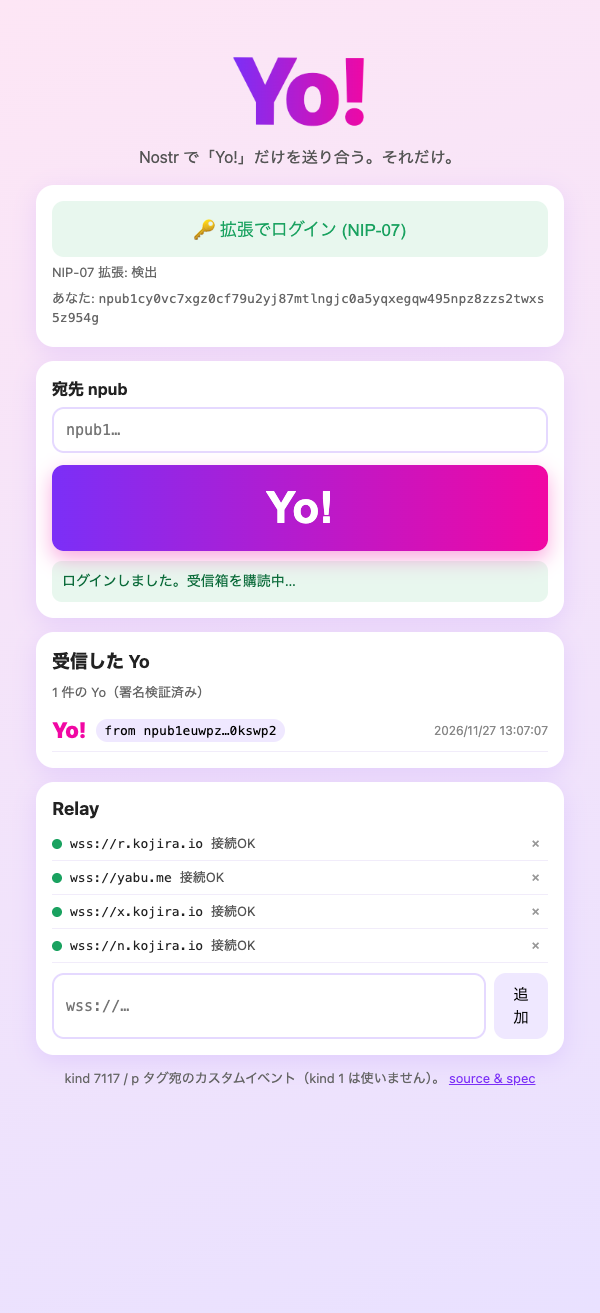 Yo!
Nostr で「Yo!」だけを送り合う。それだけ。
🔑 拡張でログイン (NIP-07)
NIP-07 拡張: 検出
あなた: npub1cy0vc7xgz0cf79u2yj87mtlngjc0a5yqxegqw495npz8zzs2twxs
5z954g
宛先 npub
npub1…
Yo!
ログインしました。受信箱を購読中…
受信した Yo
1 件の Yo（署名検証済み）
Yo! from npub1euwpz…0kswp2 2026/11/27 13:07:07
Relay
wss://r.kojira.io 接続OK ×
wss://yabu.me 接続OK ×
wss://x.kojira.io 接続OK ×
wss://n.kojira.io 接続OK ×
wss://…
追
加
kind 7117 / p タグ宛のカスタムイベント（kind 1 は使いません）。 source & spec